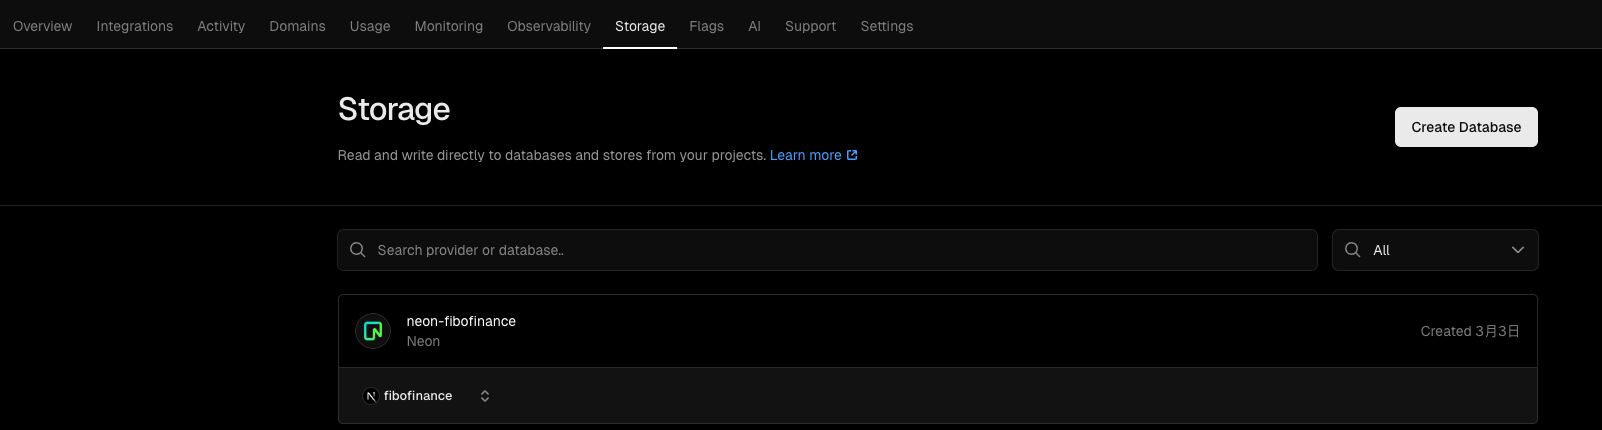 Overview Integrations Activity Domains Usage Monitoring Observability Storage Flags AI Support Settings
Storage
Create Database
Read and write directly to databases and stores from your projects. Learn more
Search provider or database..
All
neon-fibofinance
Neon
Created 3月3日
fibofinance